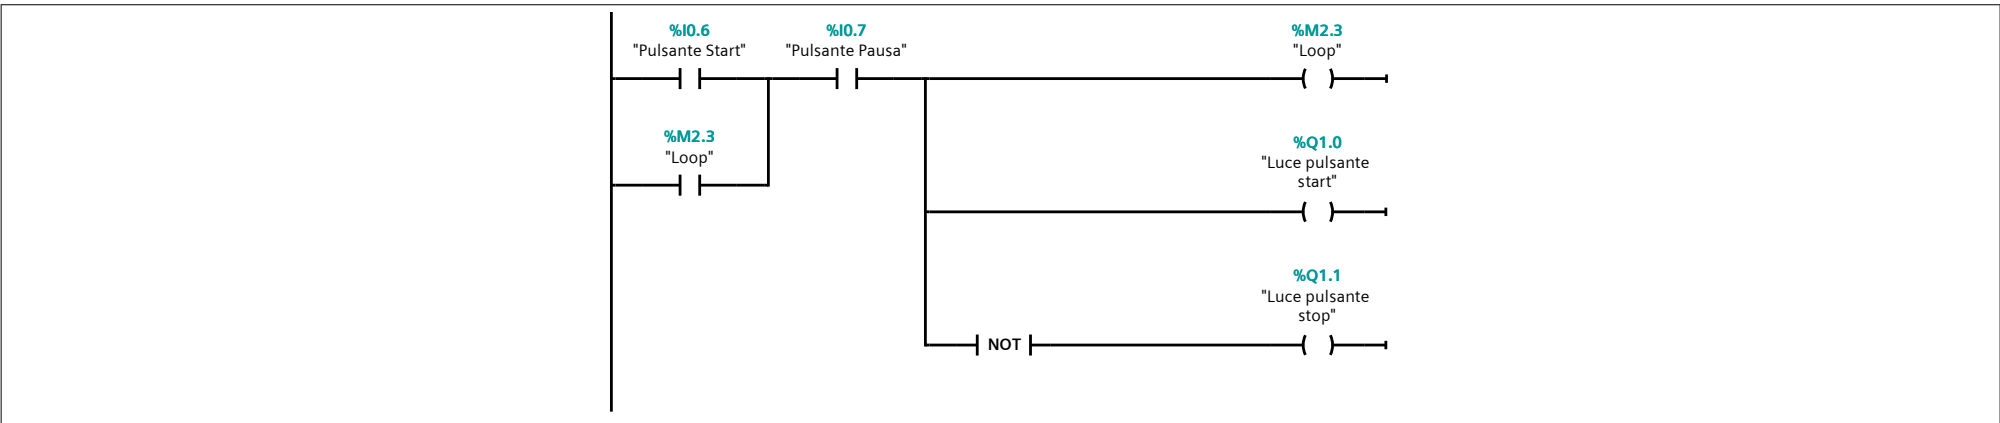 %I0.6
"Pulsante Start"
%I0.7
"Pulsante Pausa"
%M2.3
"Loop"
%M2.3
"Loop"
%Q1.0
"Luce pulsante
start"
%Q1.1
"Luce pulsante
stop"
NOT